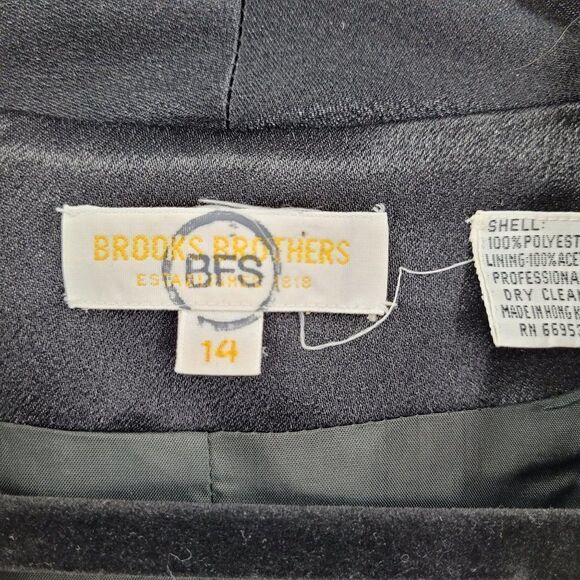 BROOKS BROTHERS
ESTABLISHED 1818
BFS
14
SHELL:
100% POLYEST
LINING-100% ACE
PROFESSIONA
DRY CLEA
MADE IN HONG K
RN 6695